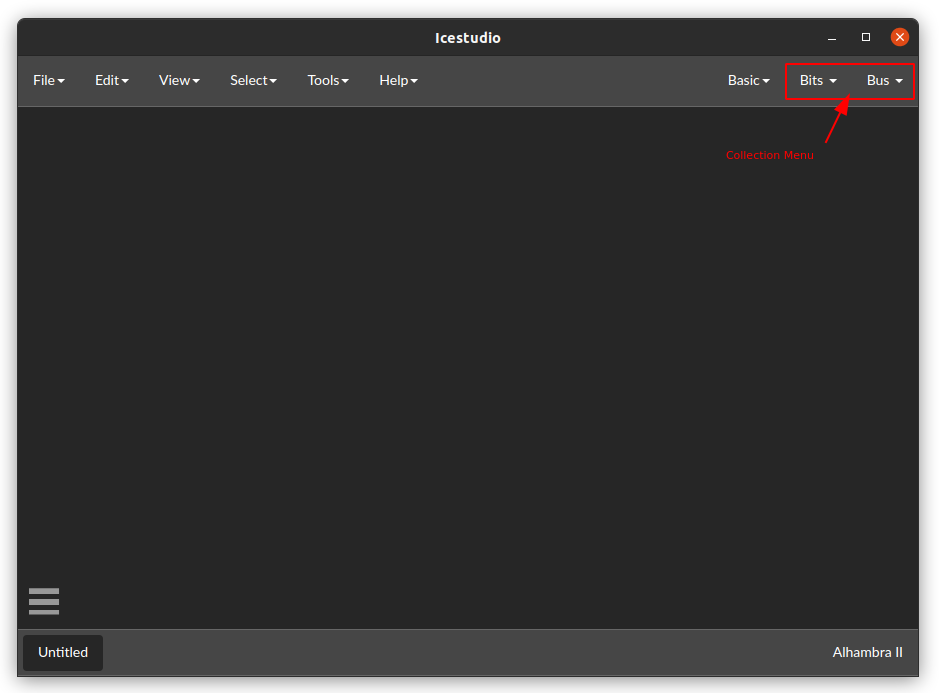 Icestudio
File Edit View Select Tools Help Basic Bits Bus
Collection Menu
Untitled Alhambra II